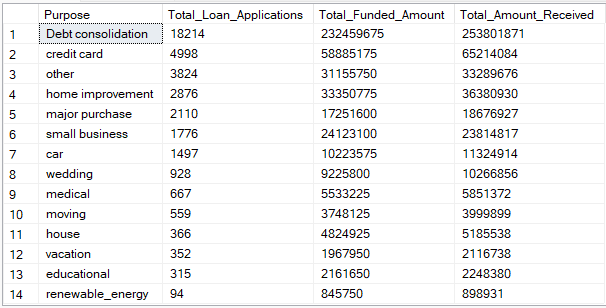 Purpose Total_Loan_Applications Total_Funded_Amount Total_Amount_Received
1 Debt consolidation 18214 232459675 253801871
2 credit card 4998 58885175 65214084
3 other 3824 31155750 33289676
4 home improvement 2876 33350775 36380930
5 major purchase 2110 17251600 18676927
6 small business 1776 24123100 23814817
7 car 1497 10223575 11324914
8 wedding 928 9225800 10266856
9 medical 667 5533225 5851372
10 moving 559 3748125 3999899
11 house 366 4824925 5185538
12 vacation 352 1967950 2116738
13 educational 315 2161650 2248380
14 renewable_energy 94 845750 898931